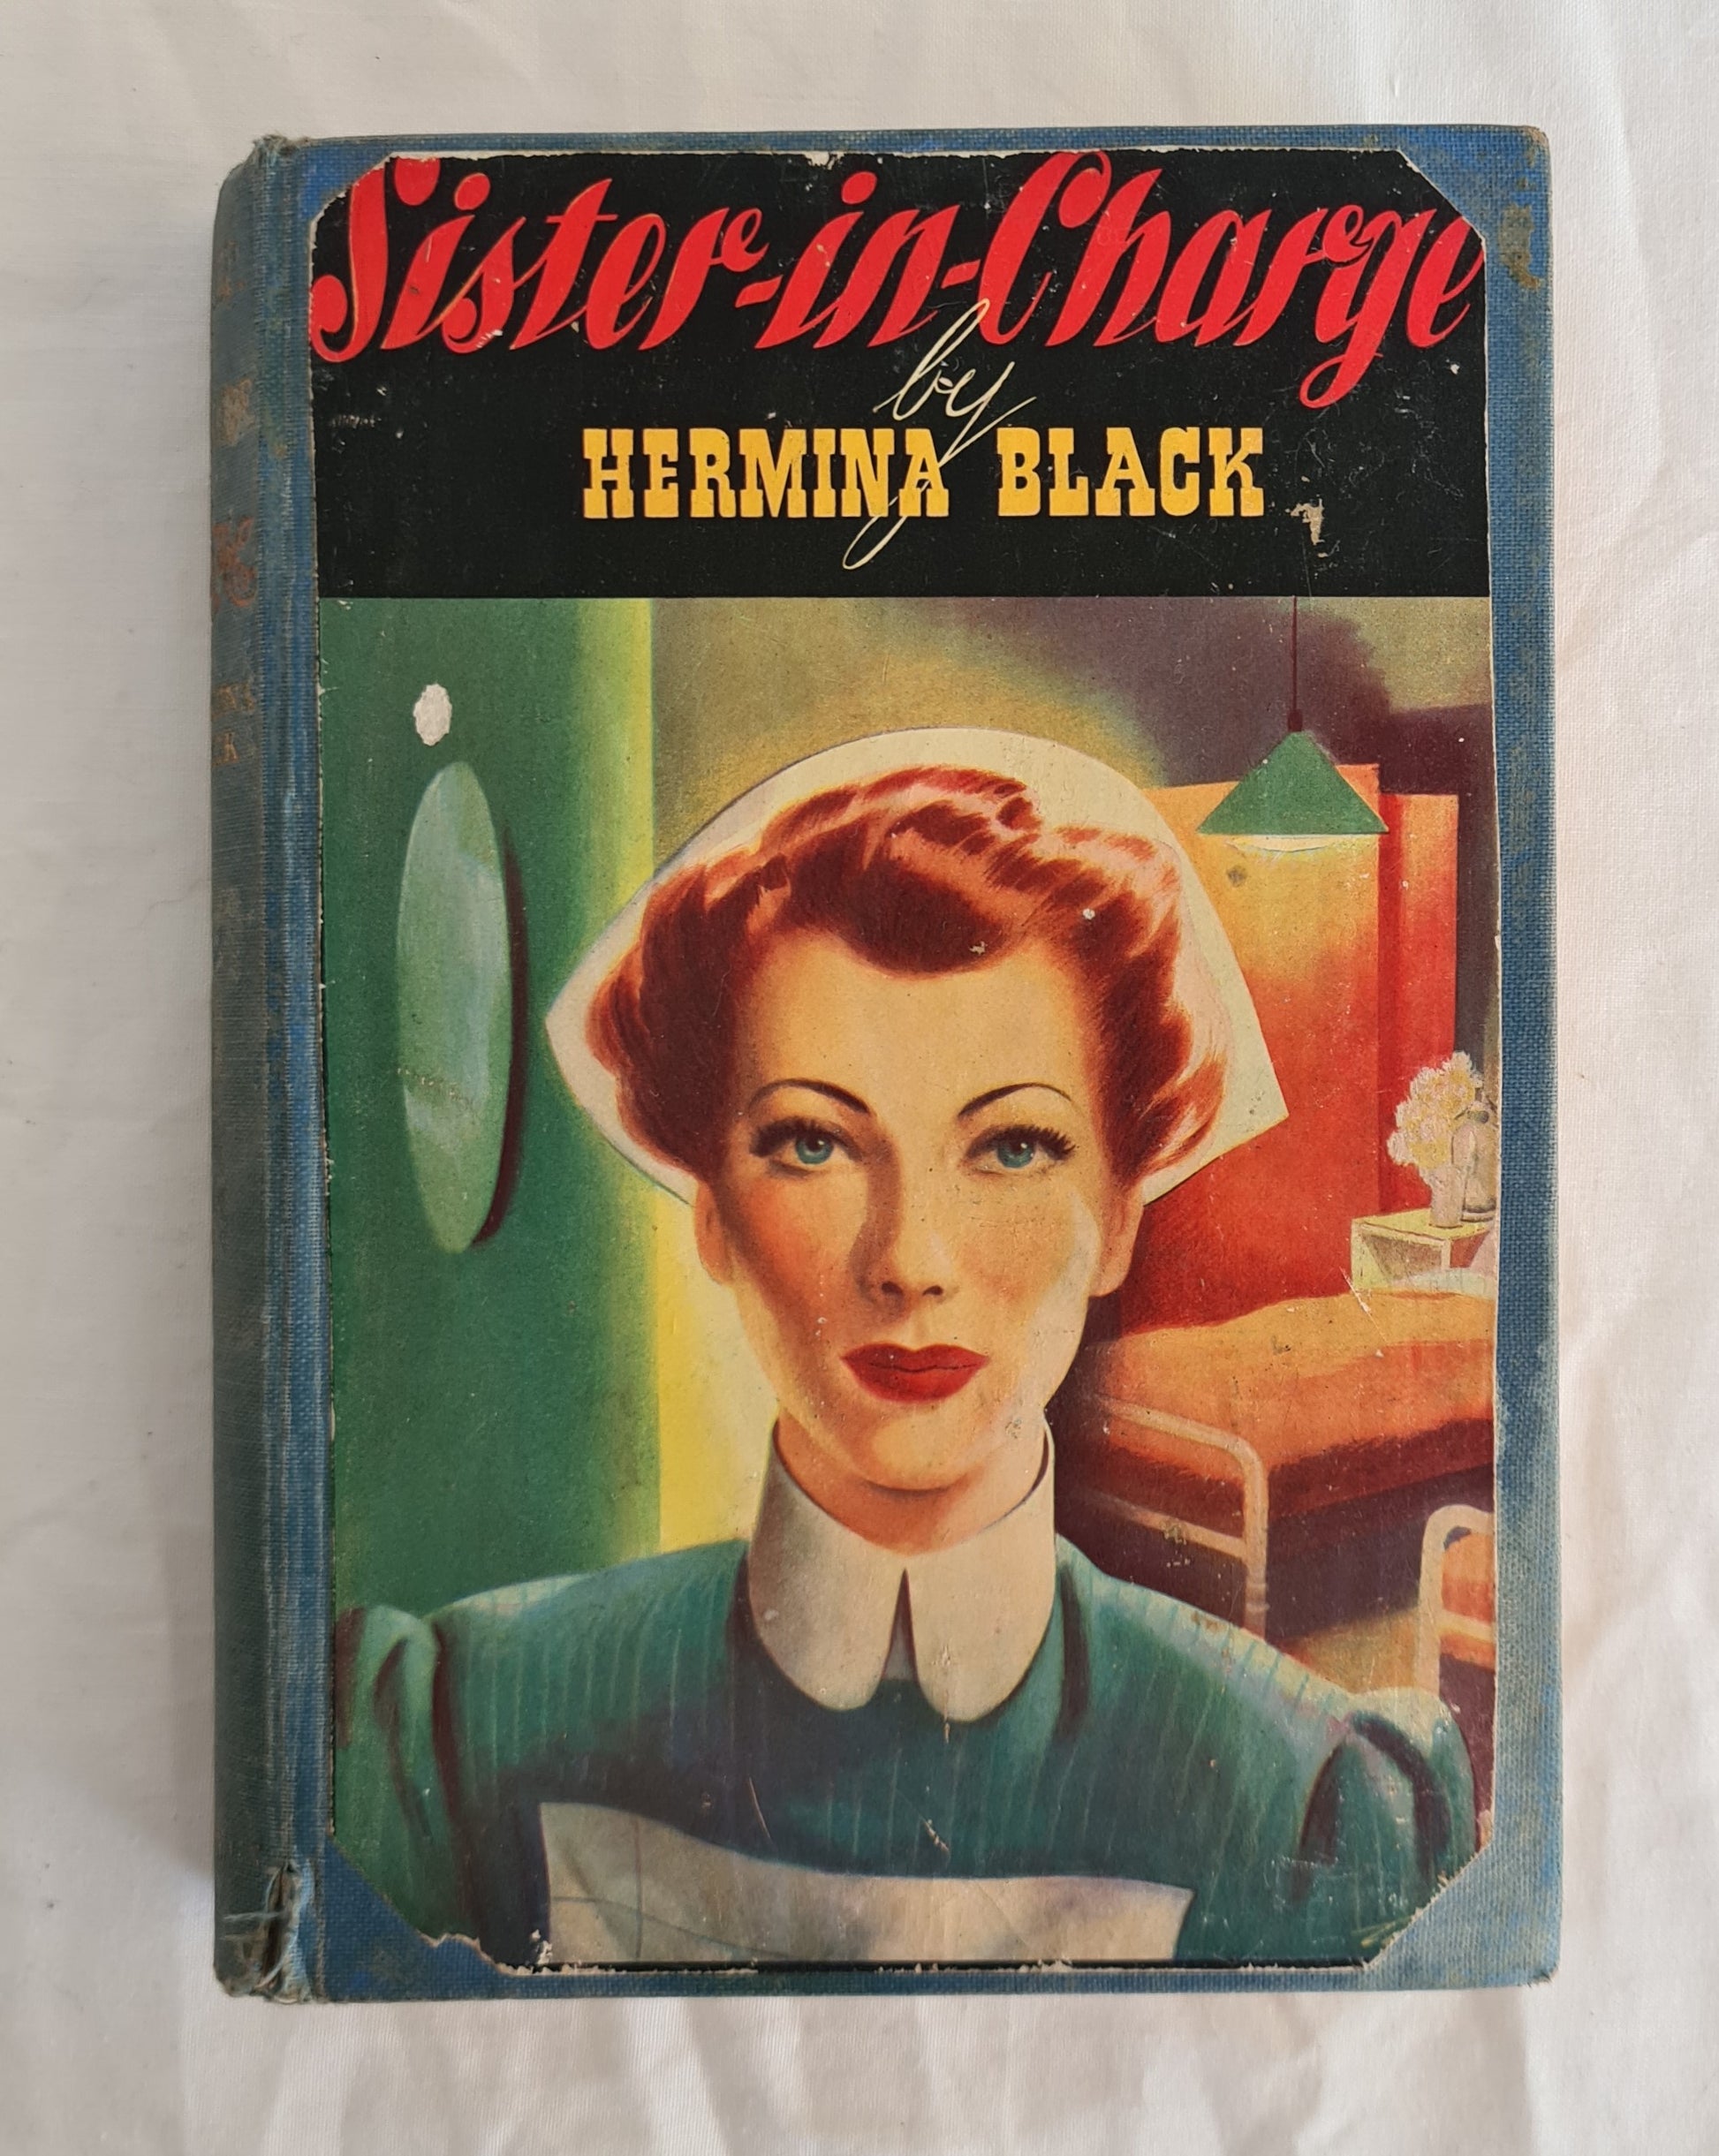 Sister-in-Charge
by
HERMINA BLACK